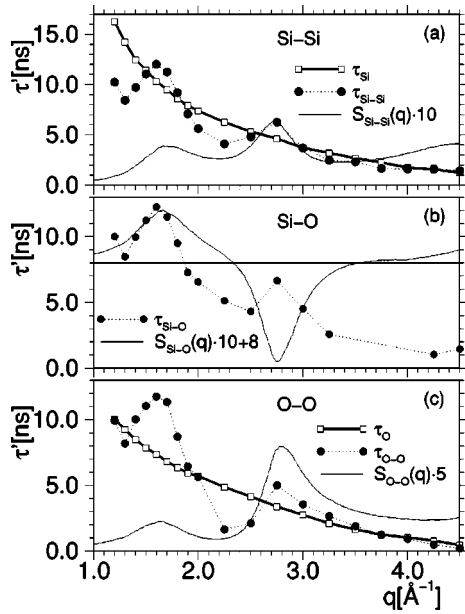 Si–Si (a)
15.0
10.0
5.0
0.0
τ'[ns]
τ_Si
τ_Si–Si
S_Si–Si(q)·10
Si–O (b)
10.0
5.0
0.0
τ'[ns]
τ_Si–O
S_Si–O(q)·10+8
O–O (c)
10.0
5.0
0.0
τ'[ns]
τ_O
τ_O–O
S_O–O(q)·5
1.0 2.0 3.0 4.0
q[Å⁻¹]